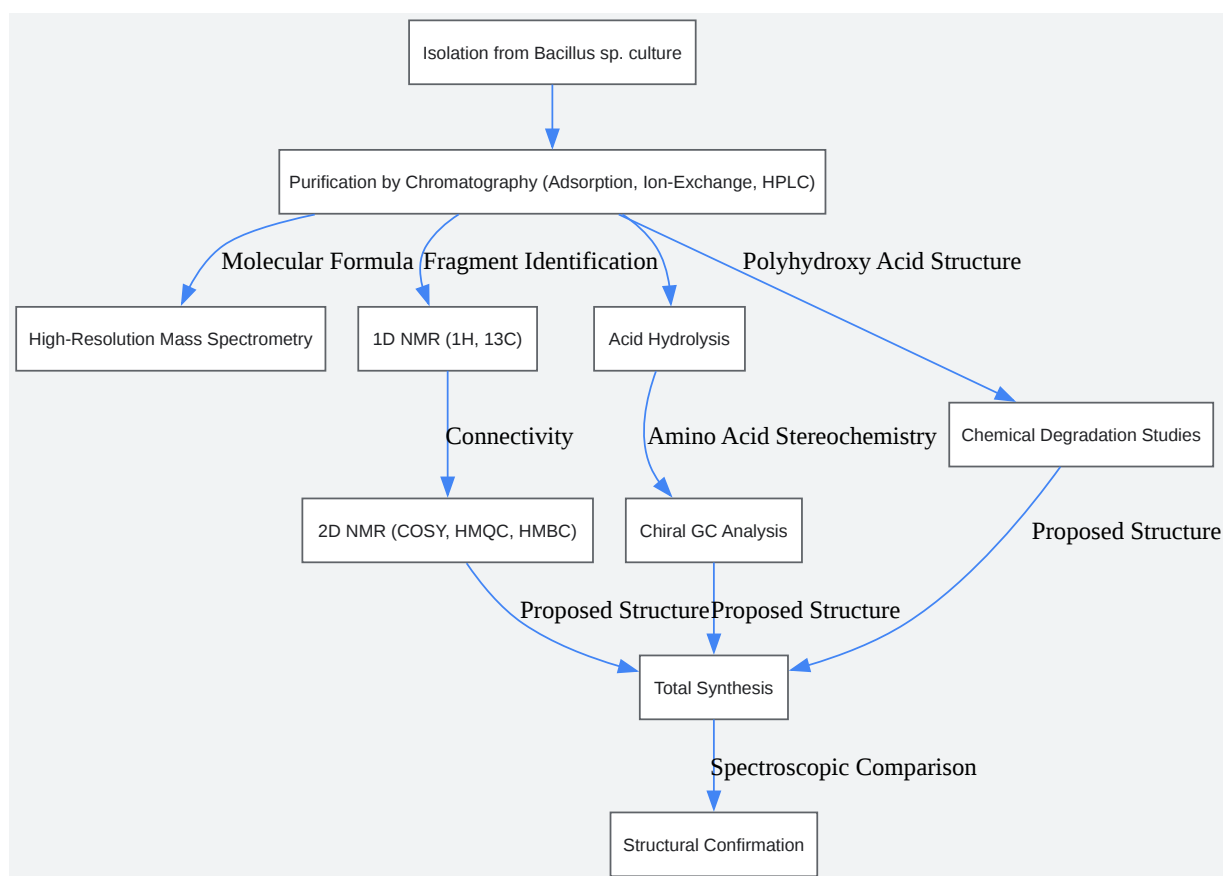 Isolation from Bacillus sp. culture
Purification by Chromatography (Adsorption, Ion-Exchange, HPLC)
Molecular Formula
Fragment Identification
Polyhydroxy Acid Structure
High-Resolution Mass Spectrometry
1D NMR (1H, 13C)
Acid Hydrolysis
Chemical Degradation Studies
Connectivity
Amino Acid Stereochemistry
2D NMR (COSY, HMQC, HMBC)
Chiral GC Analysis
Proposed Structure
Proposed Structure
Proposed Structure
Total Synthesis
Spectroscopic Comparison
Structural Confirmation